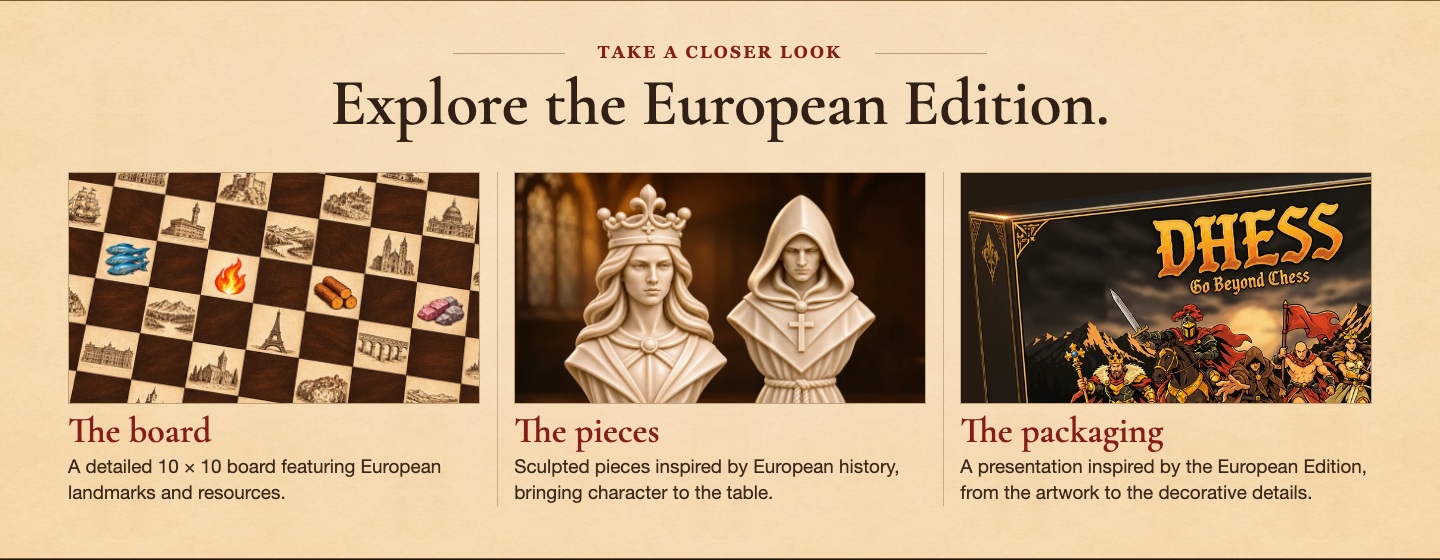 TAKE A CLOSER LOOK
Explore the European Edition.
The board
A detailed 10 × 10 board featuring European
landmarks and resources.
The pieces
Sculpted pieces inspired by European history,
bringing character to the table.
DHESS
Go Beyond Chess
The packaging
A presentation inspired by the European Edition,
from the artwork to the decorative details.